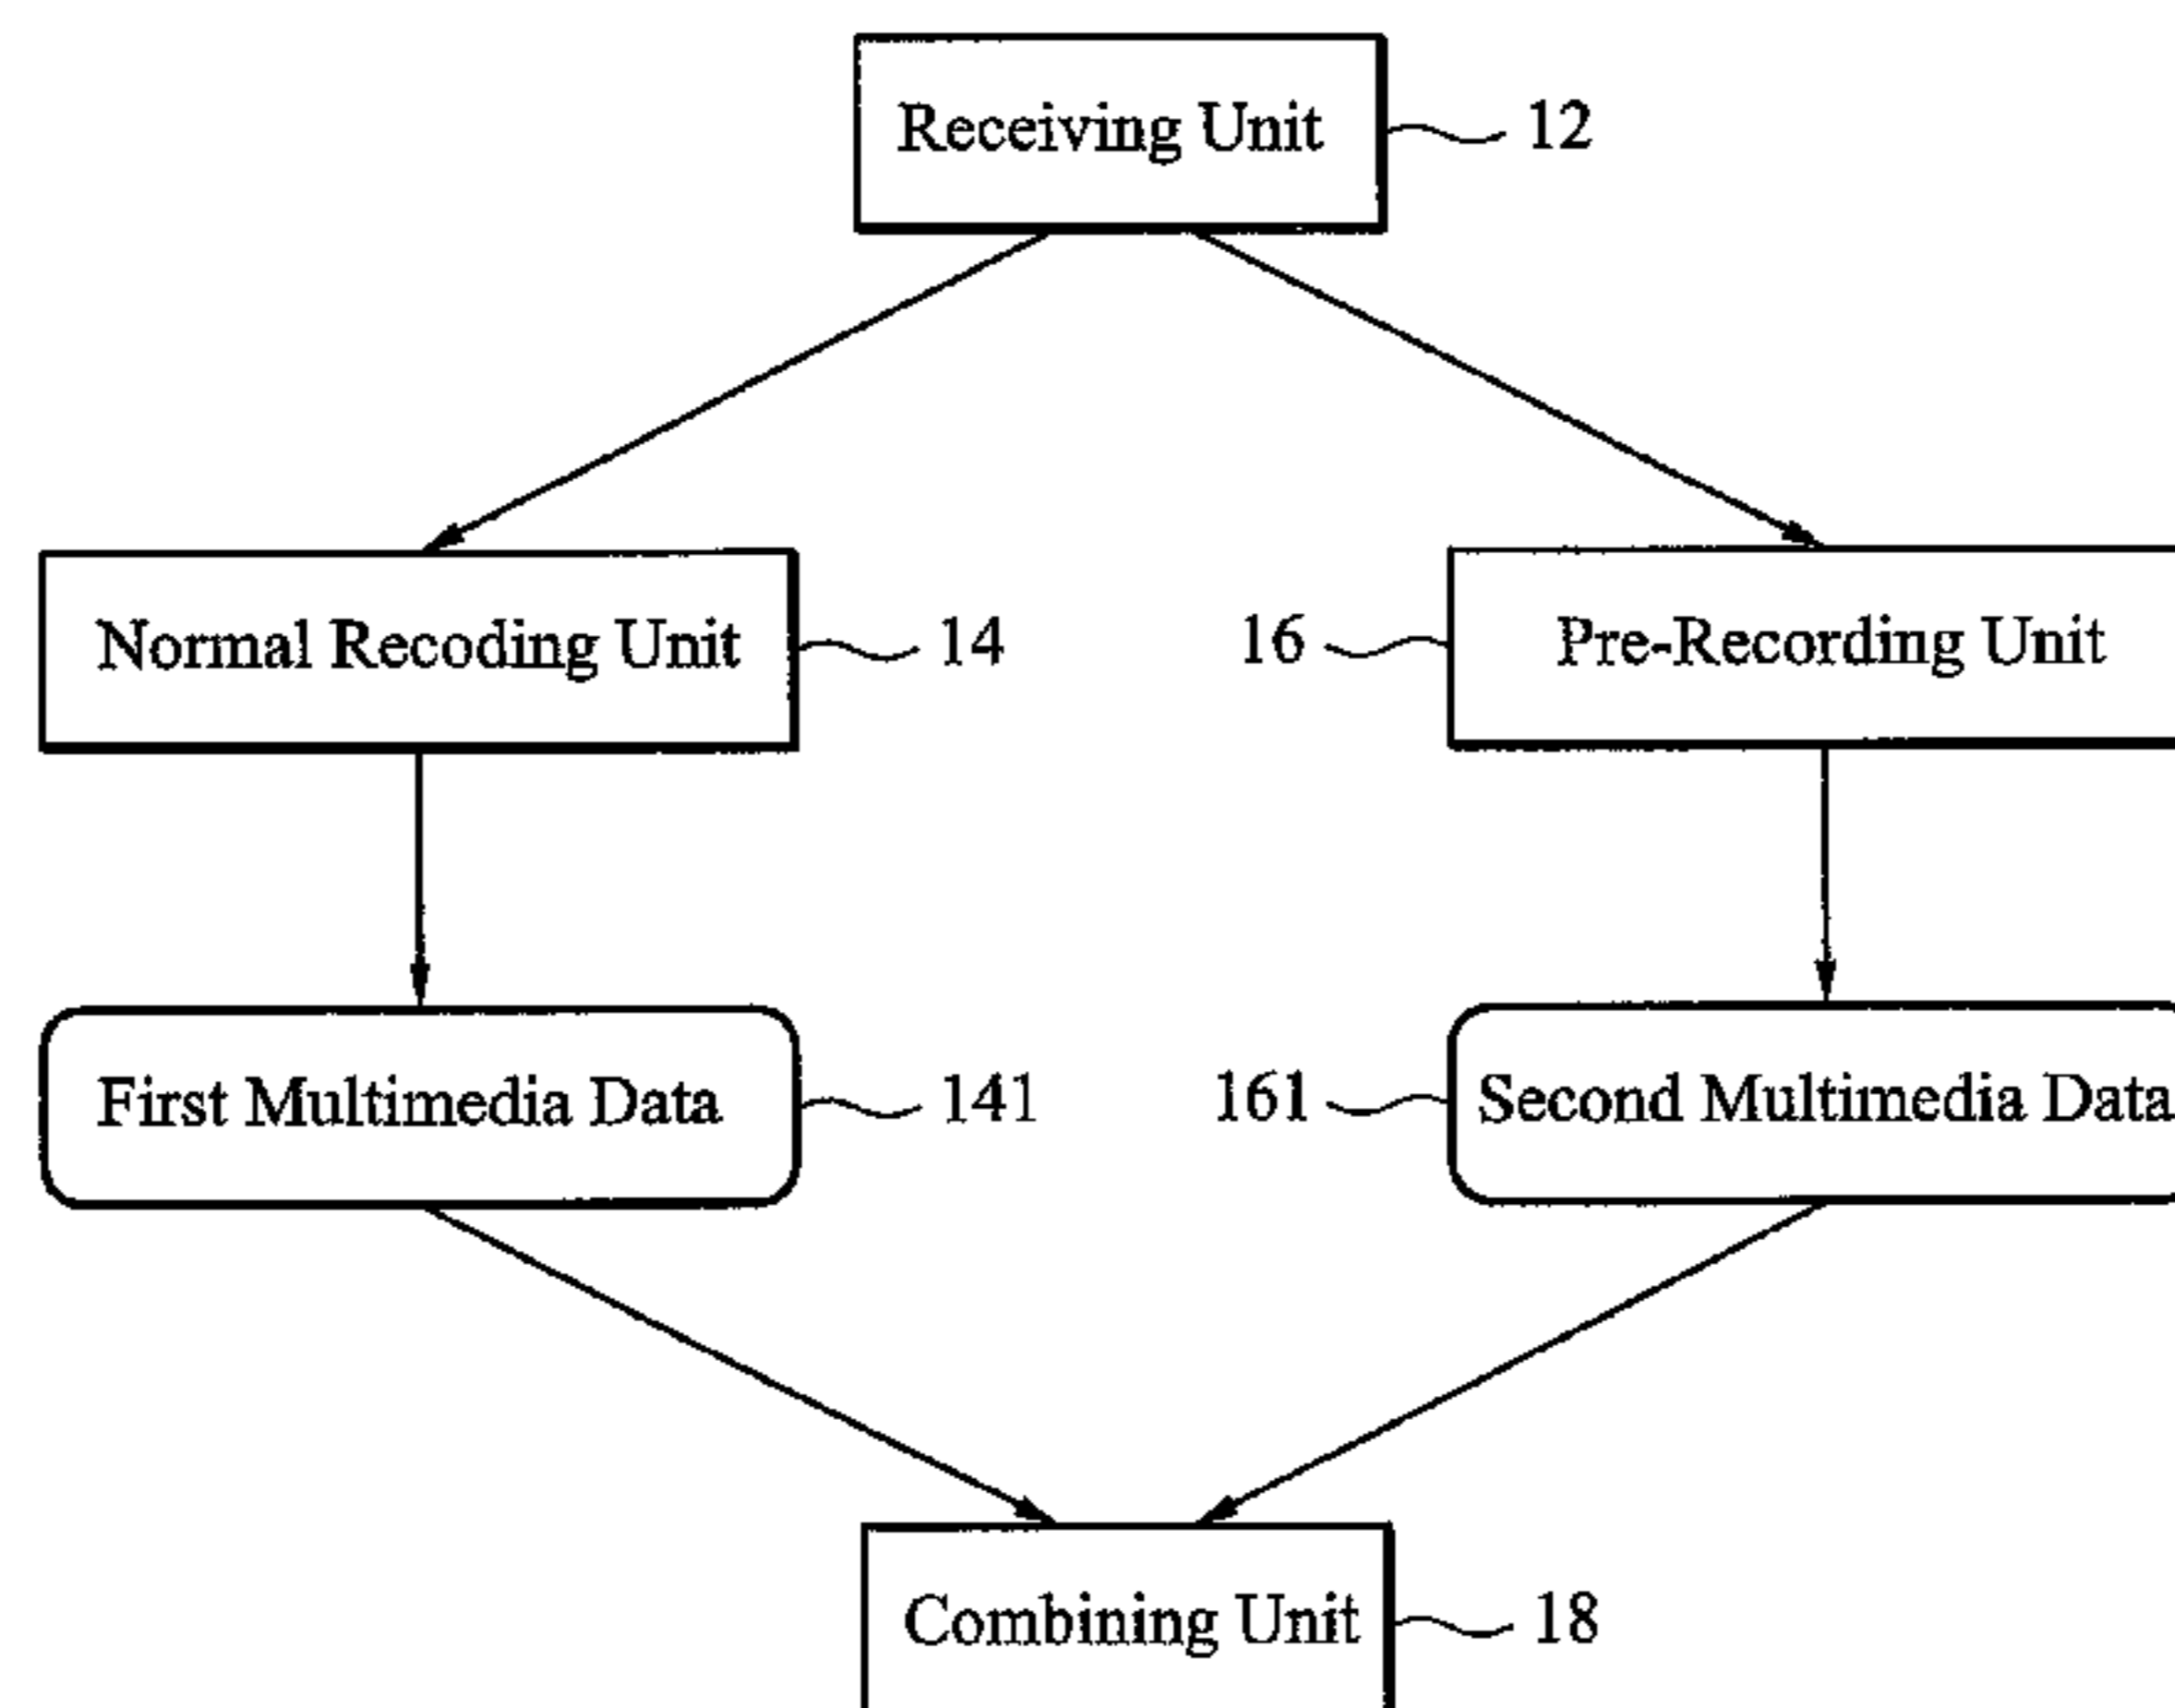 Receiving Unit 12
Normal Recoding Unit 14 16 Pre-Recording Unit
First Multimedia Data 141 161 Second Multimedia Data
Combining Unit 18